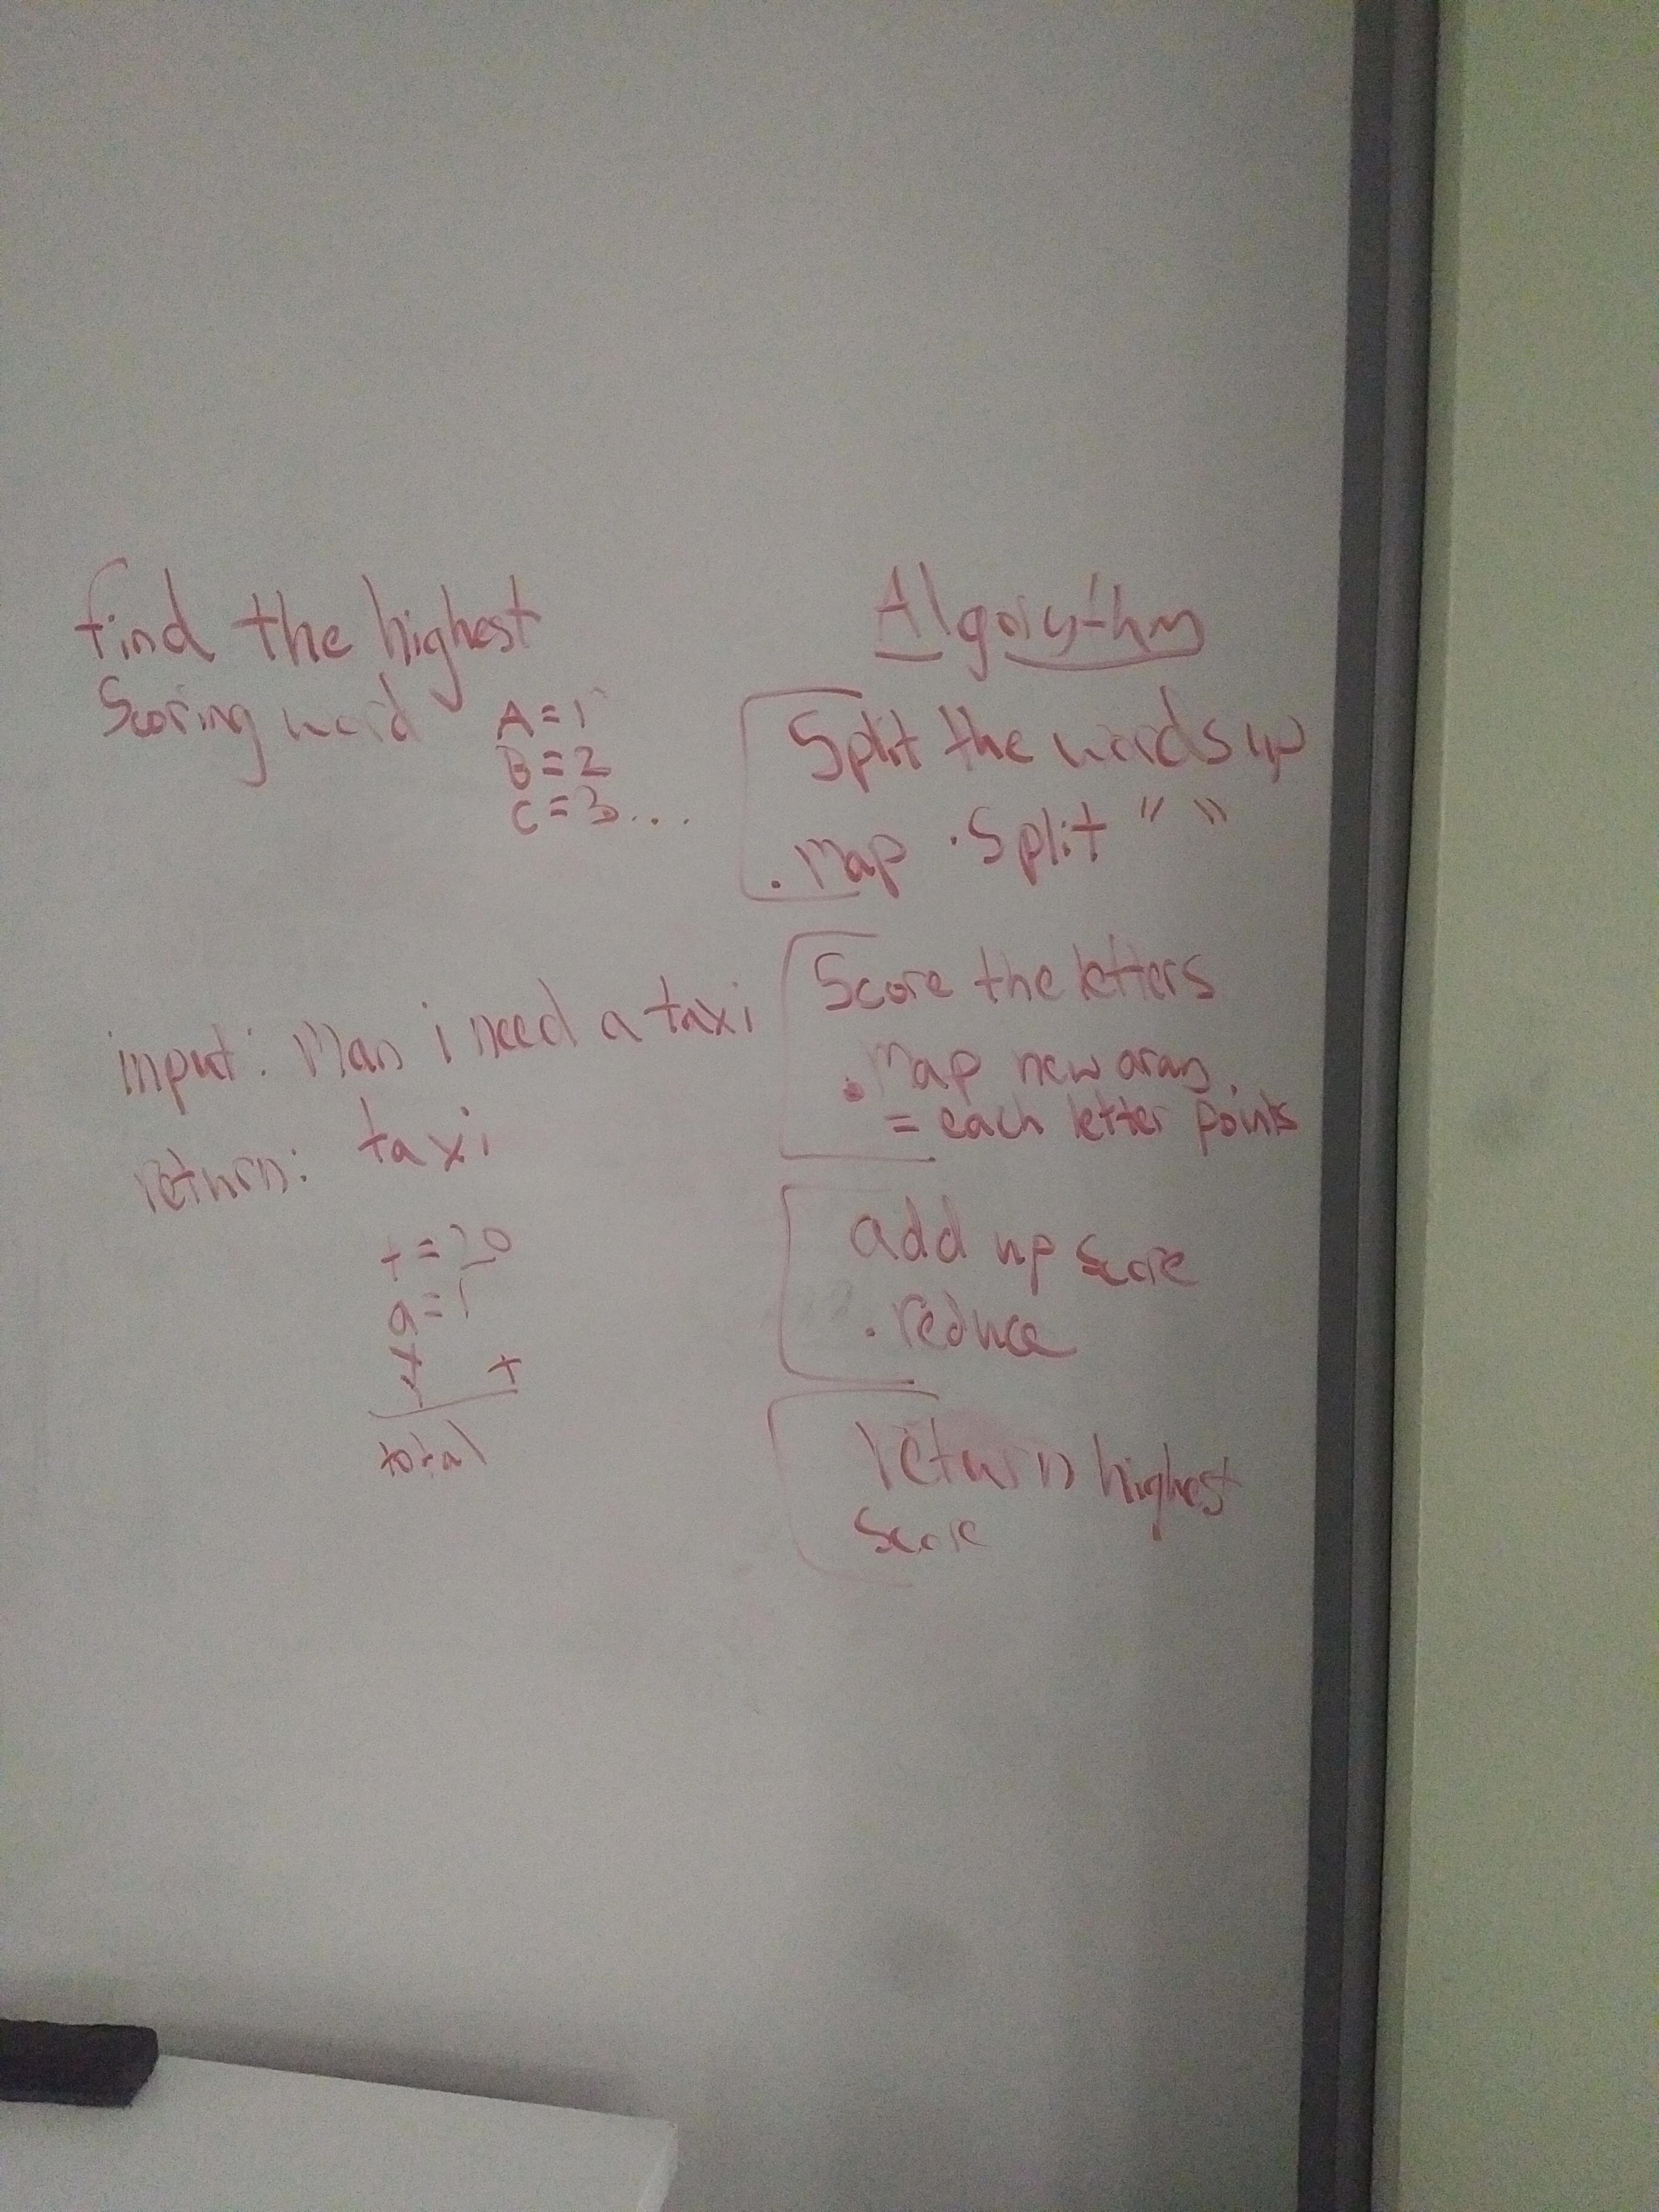 find the highest
Scoring word
A = 1
B = 2
C = 3...
input: Man i need a taxi
return: taxi
t = 20
a = 1
x +
total
Algorythm
Split the words up
.Map .Split " "
Score the letters
.Map new aray.
= each letter points
add up score
.reduce
return highest
Score